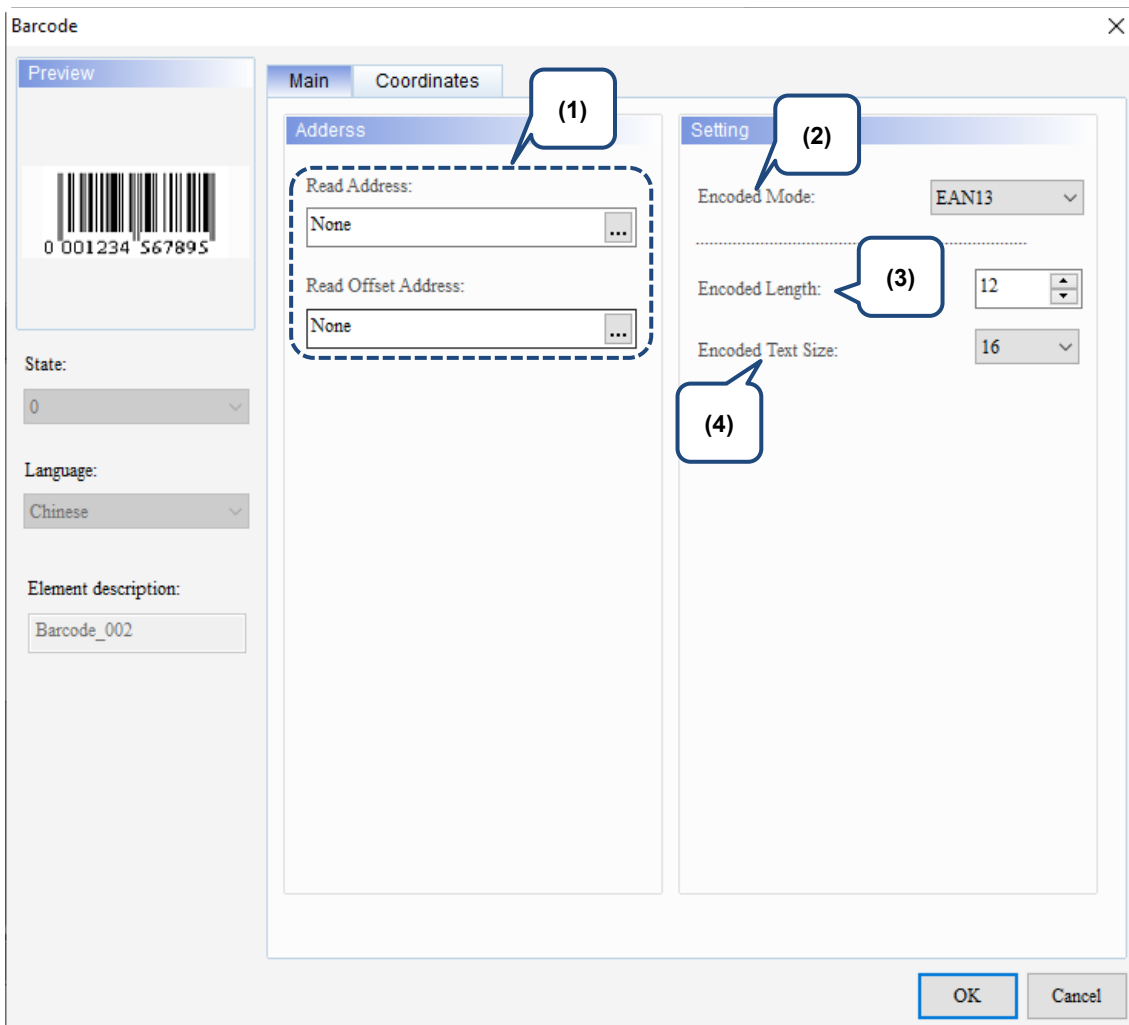 Barcode
Preview
0 001234 567895
State:
0
Language:
Chinese
Element description:
Barcode_002
Main
Coordinates
(1)
Adderss
Read Address:
None
...
Read Offset Address:
None
...
Setting
(2)
Encoded Mode:
EAN13
Encoded Length:
(3)
12
Encoded Text Size:
16
(4)
OK
Cancel